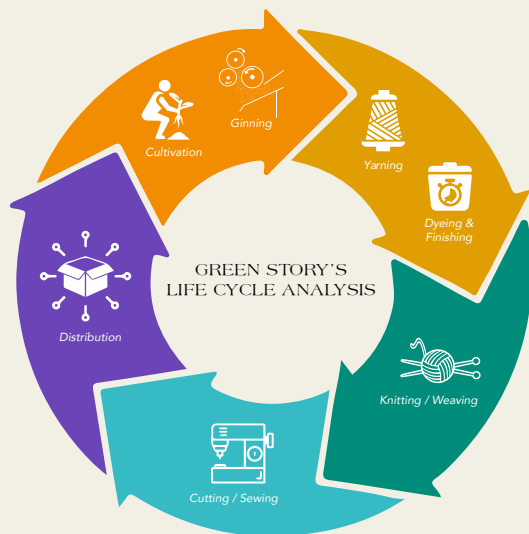 Cultivation
Ginning
Yarning
Dyeing &
Finishing
GREEN STORY'S
LIFE CYCLE ANALYSIS
Distribution
Knitting / Weaving
Cutting / Sewing